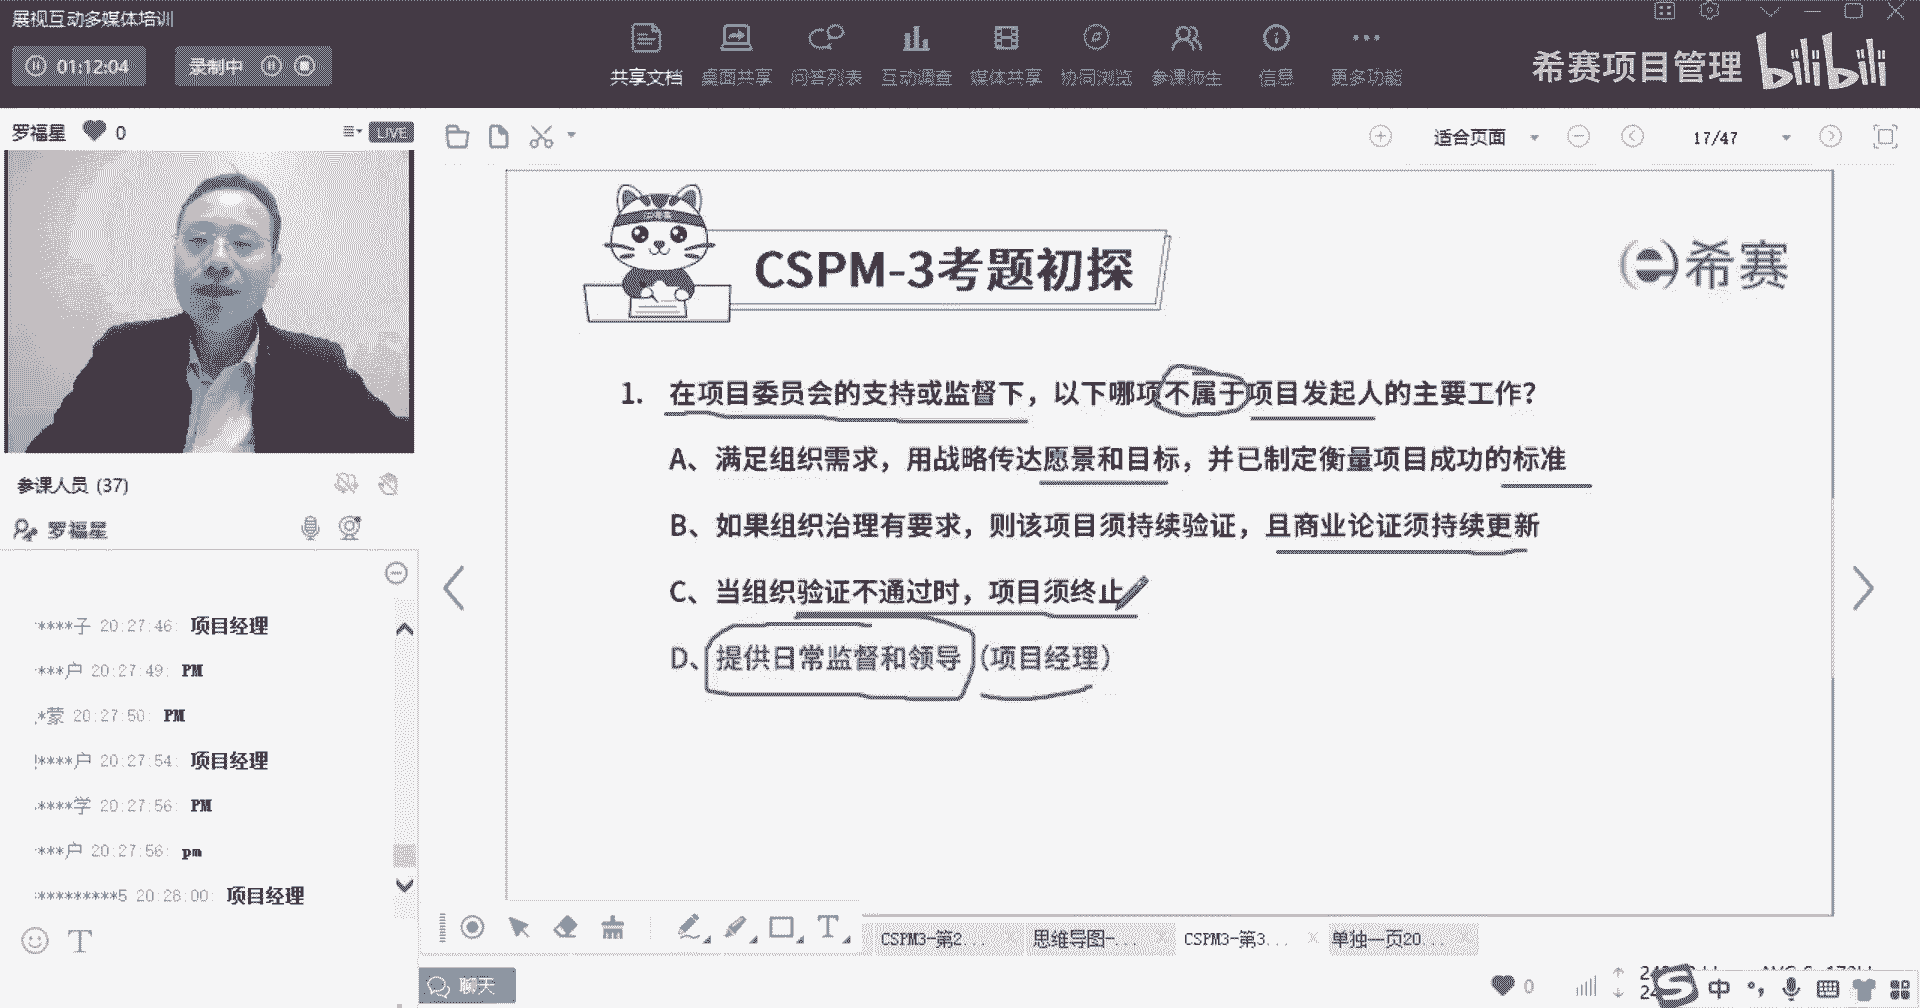 展视互动多媒体培训
01:12:04
录制中
共享文档 桌面共享 问答列表 互动调查 媒体共享 协同浏览 参课师生 信息 更多功能
希赛项目管理 bilibili
罗福星 0
LIVE
适合页面
17/47
参课人员 (37)
罗福星
****子 20:27:46: 项目经理
***户 20:27:49: PM
*蒙 20:27:50: PM
****户 20:27:54: 项目经理
****学 20:27:56: PM
***户 20:27:56: pm
*********5 20:28:00: 项目经理
CSPM-3考题初探
希赛
1. 在项目委员会的支持或监督下，以下哪项不属于项目发起人的主要工作？
A、满足组织需求，用战略传达愿景和目标，并已制定衡量项目成功的标准
B、如果组织治理有要求，则该项目须持续验证，且商业论证须持续更新
C、当组织验证不通过时，项目须终止
D、提供日常监督和领导（项目经理）
CSPM3-第2... 思维导图-... CSPM3-第3... 单独一页20...
聊天
0
中